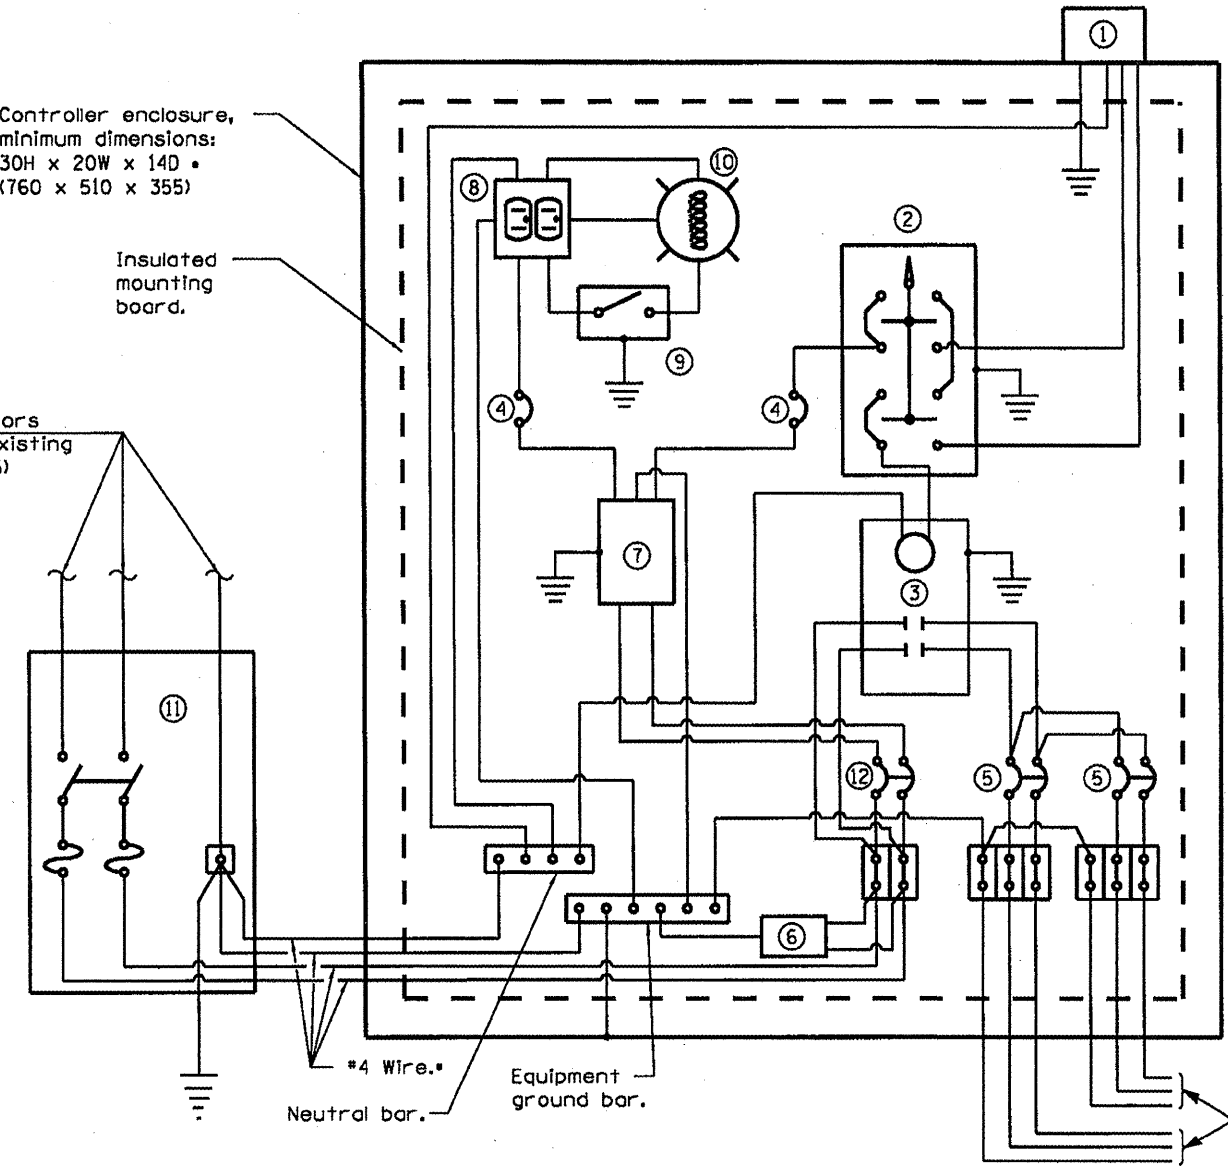 Controller enclosure,
minimum dimensions:
30H x 20W x 14D •
(760 x 510 x 355)
Insulated
mounting
board.
1
2
3
4
4
5
5
6
7
8
9
10
11
12
#4 Wire.•
Neutral bar.
Equipment
ground bar.